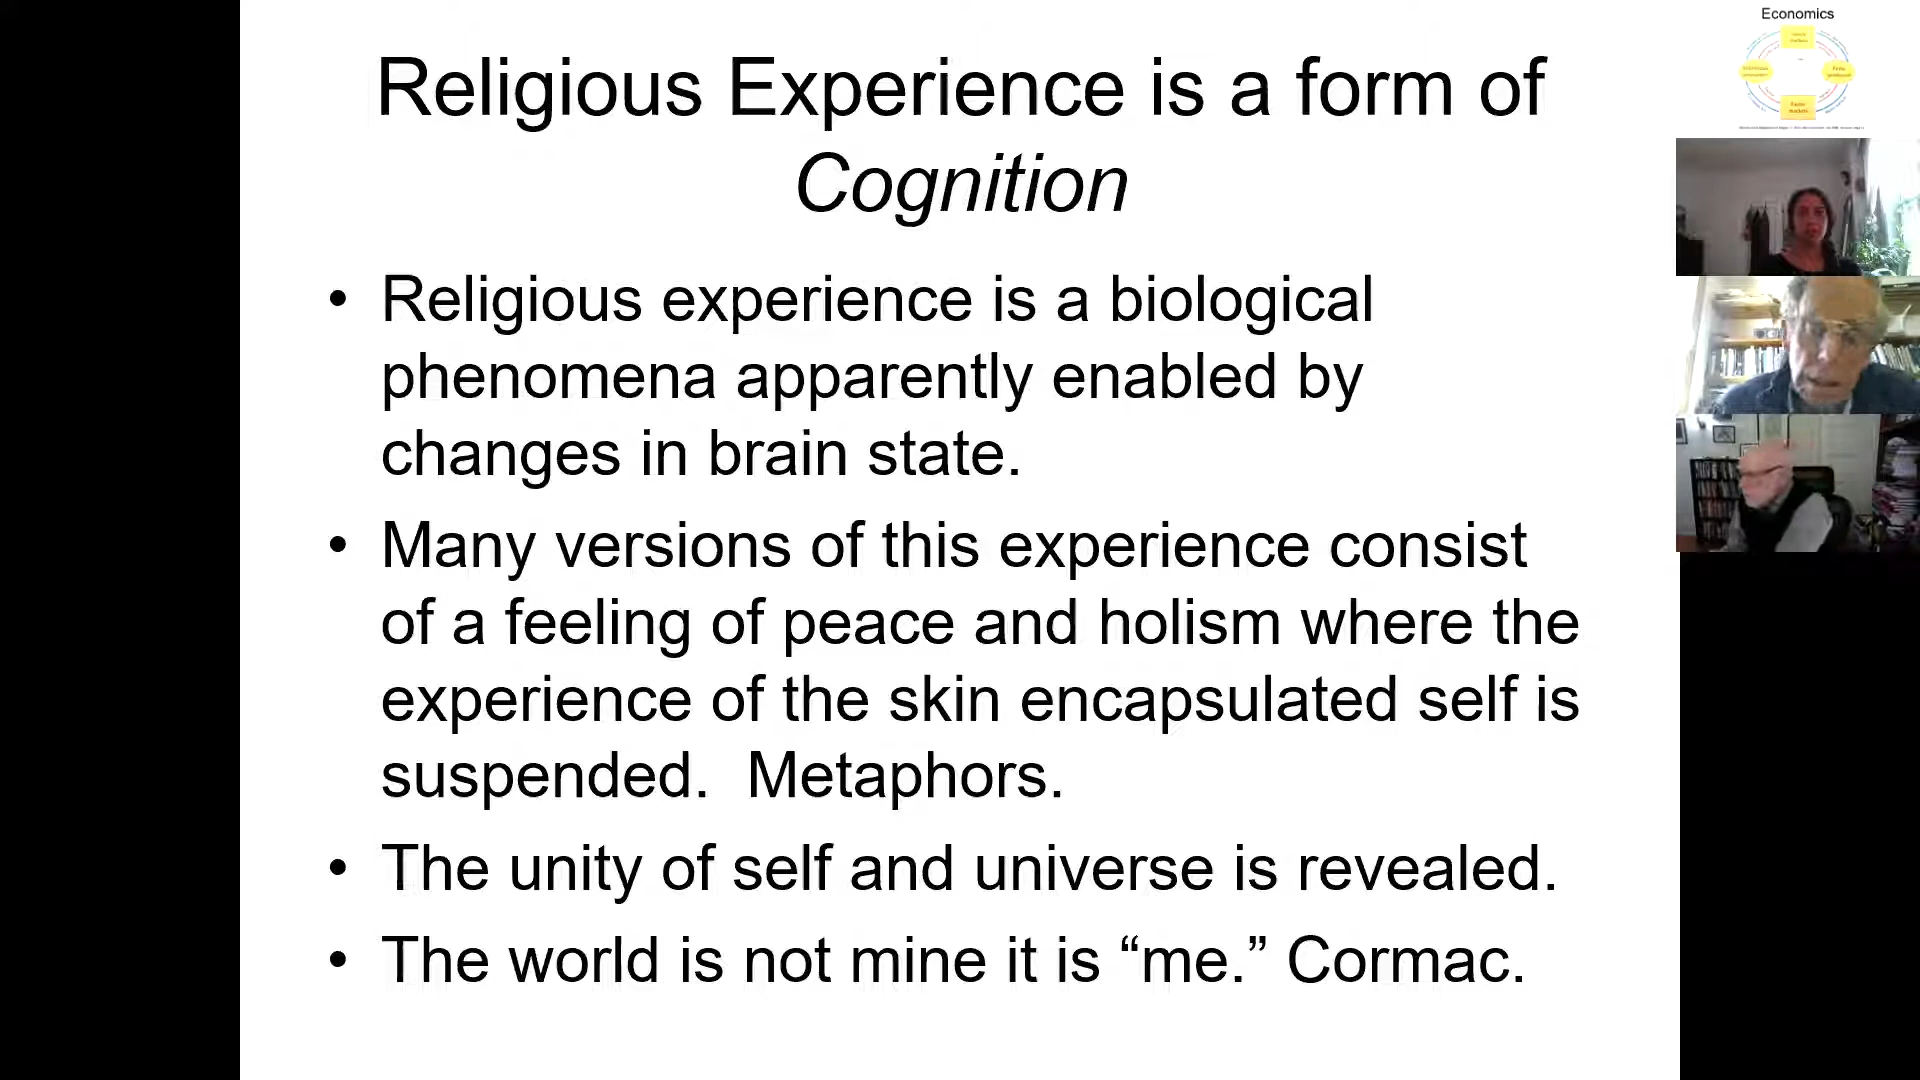 Religious Experience is a form of
Cognition
• Religious experience is a biological
phenomena apparently enabled by
changes in brain state.
• Many versions of this experience consist
of a feeling of peace and holism where the
experience of the skin encapsulated self is
suspended.  Metaphors.
• The unity of self and universe is revealed.
• The world is not mine it is “me.” Cormac.
Economics